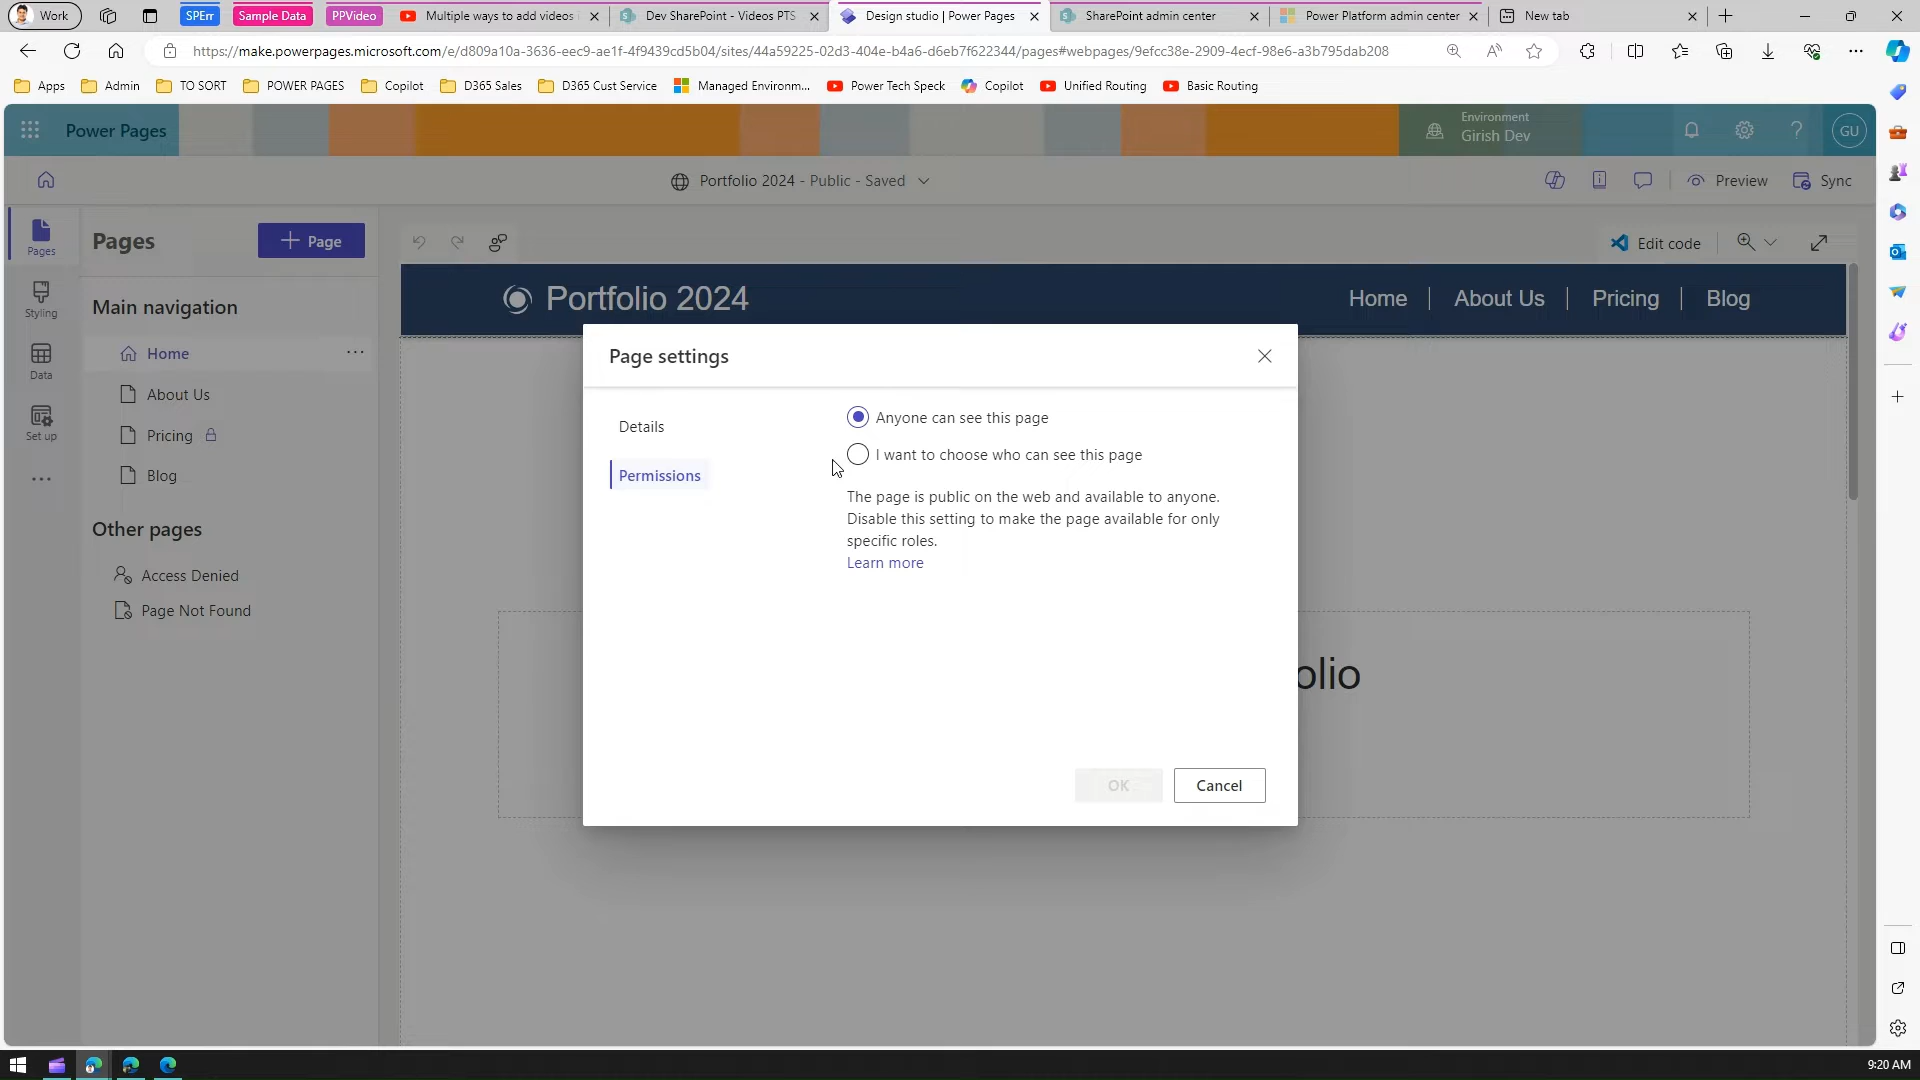 Work
SPErr
Sample Data
PPVideo
Multiple ways to add videos i
Dev SharePoint - Videos PTS
Design studio | Power Pages
SharePoint admin center
Power Platform admin center
New tab
https://make.powerpages.microsoft.com/e/d809a10a-3636-eec9-ae1f-4f9439cd5b04/sites/44a59225-02d3-404e-b4a6-d6eb7f622344/pages#webpages/9efcc38e-2909-4ecf-98e6-a3b795dab208
Apps
Admin
TO SORT
POWER PAGES
Copilot
D365 Sales
D365 Cust Service
Managed Environm...
Power Tech Speck
Copilot
Unified Routing
Basic Routing
Power Pages
Environment
Girish Dev
GU
Portfolio 2024 - Public - Saved
Preview
Sync
Pages
Styling
Data
Set up
Pages
Page
Main navigation
Home
About Us
Pricing
Blog
Other pages
Access Denied
Page Not Found
Edit code
Portfolio 2024
Home
About Us
Pricing
Blog
olio
Page settings
Details
Permissions
Anyone can see this page
I want to choose who can see this page
The page is public on the web and available to anyone.
Disable this setting to make the page available for only
specific roles.
Learn more
OK
Cancel
9:20 AM